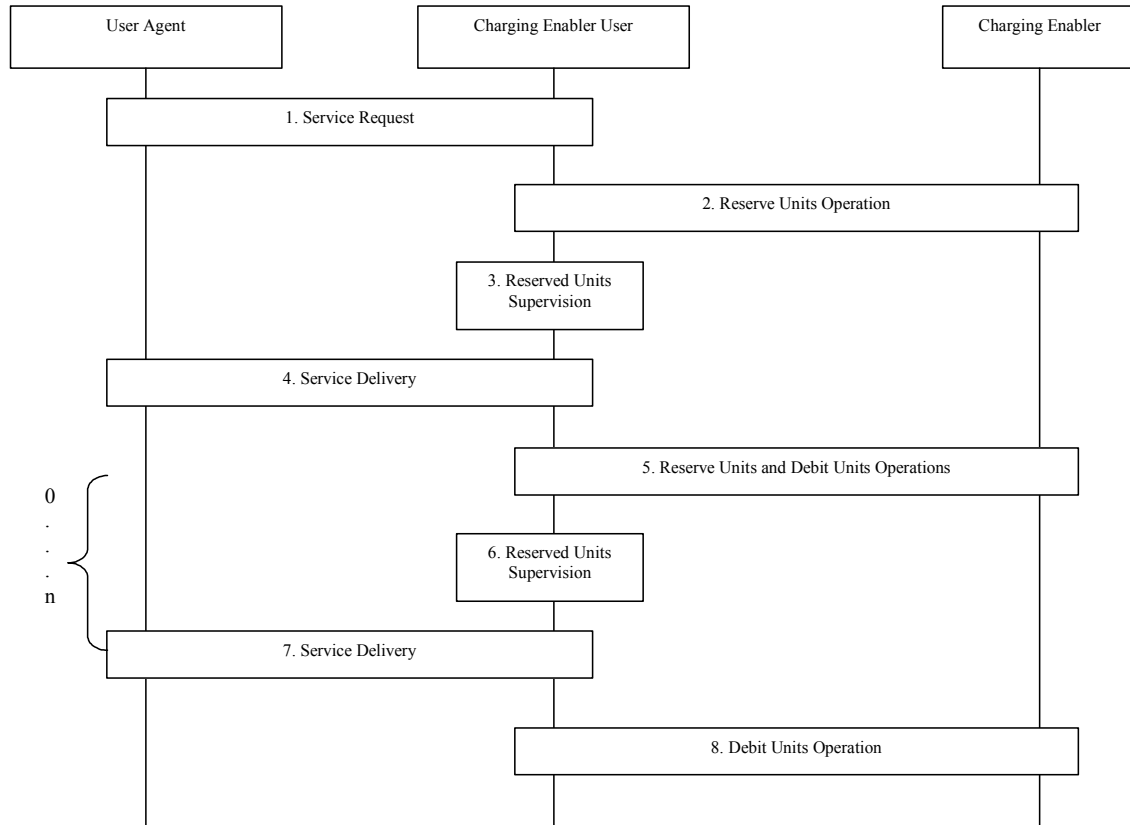 User Agent
Charging Enabler User
Charging Enabler
1. Service Request
2. Reserve Units Operation
3. Reserved Units
Supervision
4. Service Delivery
5. Reserve Units and Debit Units Operations
0
.
.
.
n
6. Reserved Units
Supervision
7. Service Delivery
8. Debit Units Operation